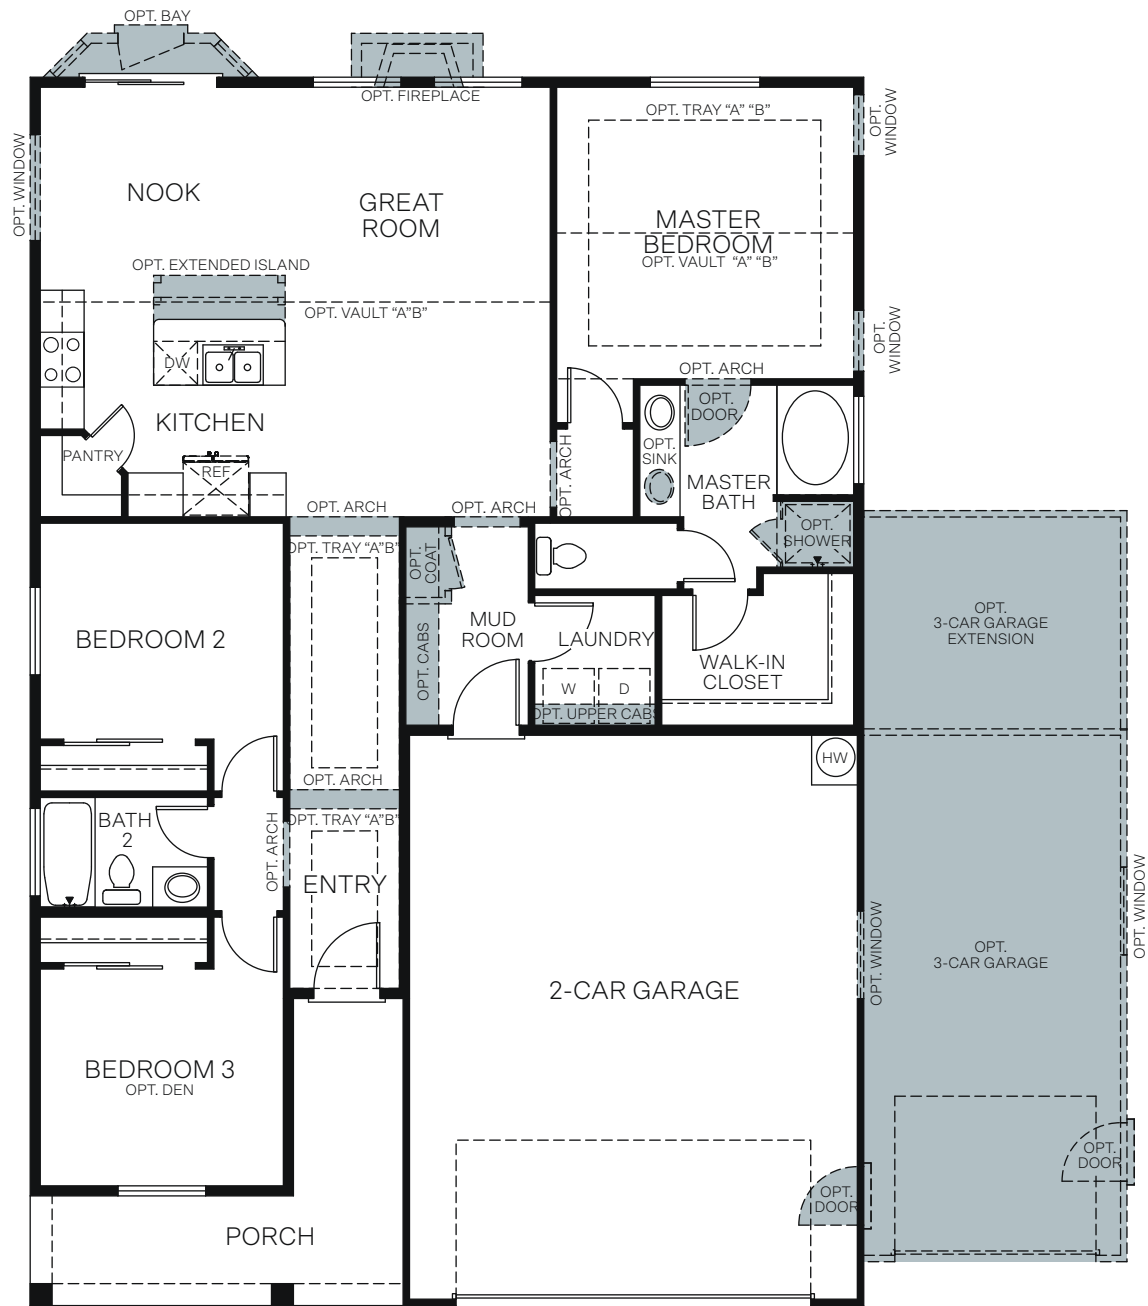 OPT. BAY
OPT. FIREPLACE
OPT. WINDOW
NOOK
GREAT
ROOM
OPT. TRAY "A" "B"
MASTER
BEDROOM
OPT. VAULT "A" "B"
OPT.
WINDOW
OPT. EXTENDED ISLAND
OPT. VAULT "A"B"
DW
KITCHEN
PANTRY
REF
OPT.
WINDOW
OPT. ARCH
OPT.
DOOR
OPT.
SINK
MASTER
BATH
OPT.
SHOWER
OPT. ARCH
OPT. ARCH
OPT. ARCH
OPT. TRAY "A"B"
OPT.
COAT
OPT. CABS
MUD
ROOM
LAUNDRY
W
D
OPT. UPPER CABS
WALK-IN
CLOSET
OPT.
3-CAR GARAGE
EXTENSION
BEDROOM 2
OPT. ARCH
OPT. TRAY "A"B"
HW
BATH
2
OPT. ARCH
ENTRY
OPT. WINDOW
OPT. WINDOW
2-CAR GARAGE
OPT.
3-CAR GARAGE
BEDROOM 3
OPT. DEN
OPT.
DOOR
OPT.
DOOR
PORCH